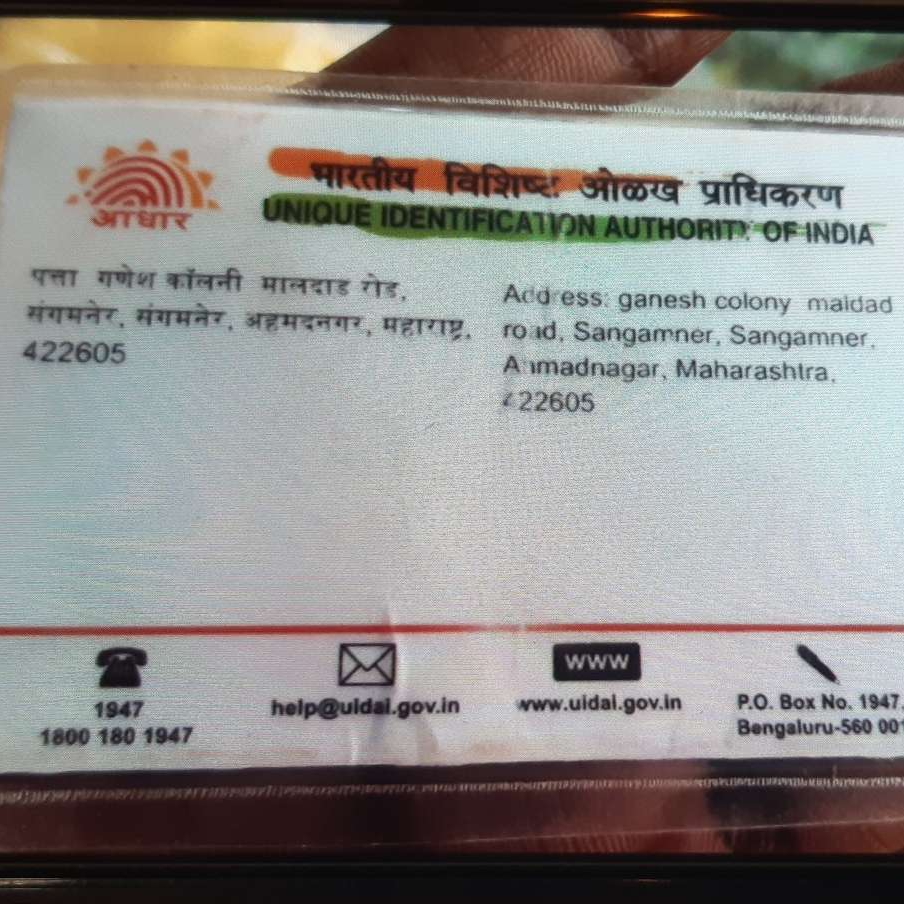 आधार
भारतीय विशिष्ट ओळख प्राधिकरण
UNIQUE IDENTIFICATION AUTHORITY OF INDIA
पत्ता गणेश कॉलनी मालदाड रोड,
संगमनेर, संगमनेर, अहमदनगर, महाराष्ट्र,
422605
Address: ganesh colony maldad
road, Sangamner, Sangamner,
Ahmadnagar, Maharashtra,
422605
1947
1800 180 1947
help@uidai.gov.in
WWW
www.uidai.gov.in
P.O. Box No. 1947,
Bengaluru-560 001